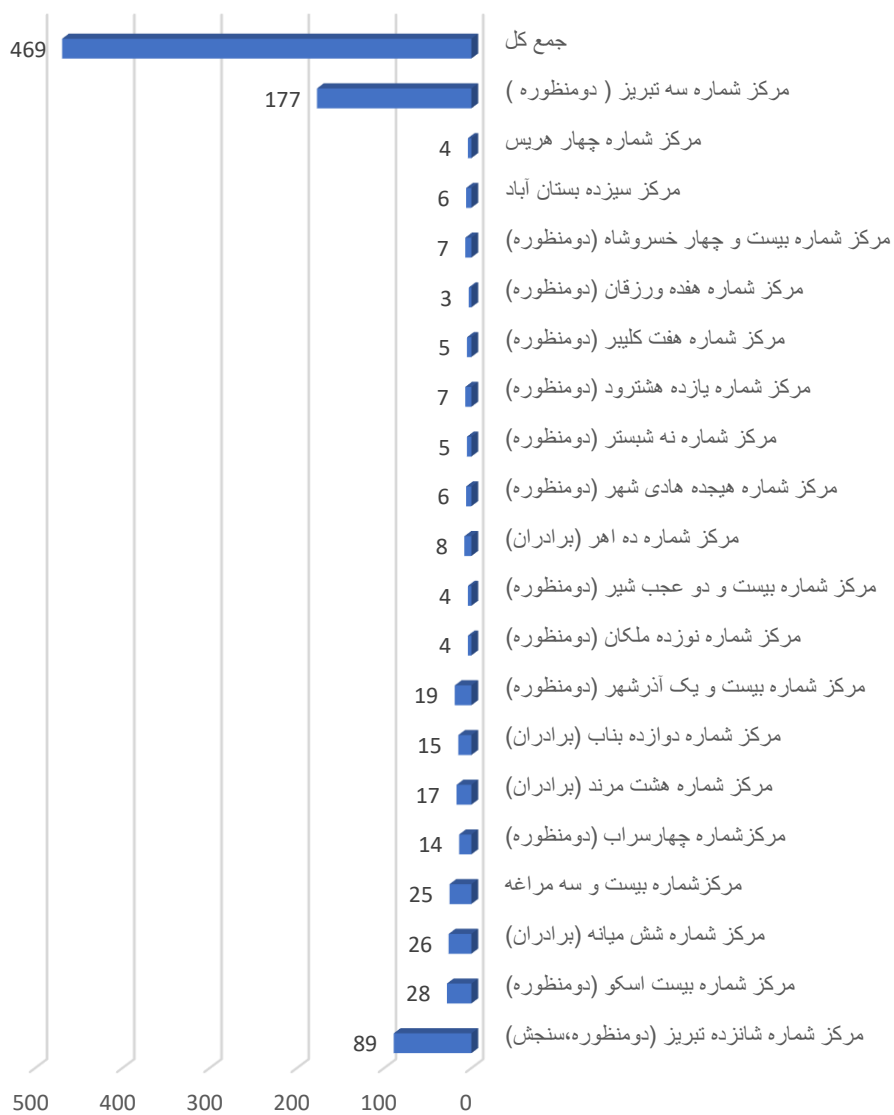 جمع کل 469
مرکز شماره سه تبریز ( دومنظوره ) 177
مرکز شماره چهار هریس 4
مرکز سیزده بستان آباد 6
مرکز شماره بیست و چهار خسروشاه (دومنظوره) 7
مرکز شماره هفده ورزقان (دومنظوره) 3
مرکز شماره هفت کلیبر (دومنظوره) 5
مرکز شماره یازده هشترود (دومنظوره) 7
مرکز شماره نه شبستر (دومنظوره) 5
مرکز شماره هیجده هادی شهر (دومنظوره) 6
مرکز شماره ده اهر (برادران) 8
مرکز شماره بیست و دو عجب شیر (دومنظوره) 4
مرکز شماره نوزده ملکان (دومنظوره) 4
مرکز شماره بیست و یک آذرشهر (دومنظوره) 19
مرکز شماره دوازده بناب (برادران) 15
مرکز شماره هشت مرند (برادران) 17
مرکزشماره چهارسراب (دومنظوره) 14
مرکزشماره بیست و سه مراغه 25
مرکز شماره شش میانه (برادران) 26
مرکز شماره بیست اسکو (دومنظوره) 28
مرکز شماره شانزده تبریز (دومنظوره،سنجش) 89
500 400 300 200 100 0